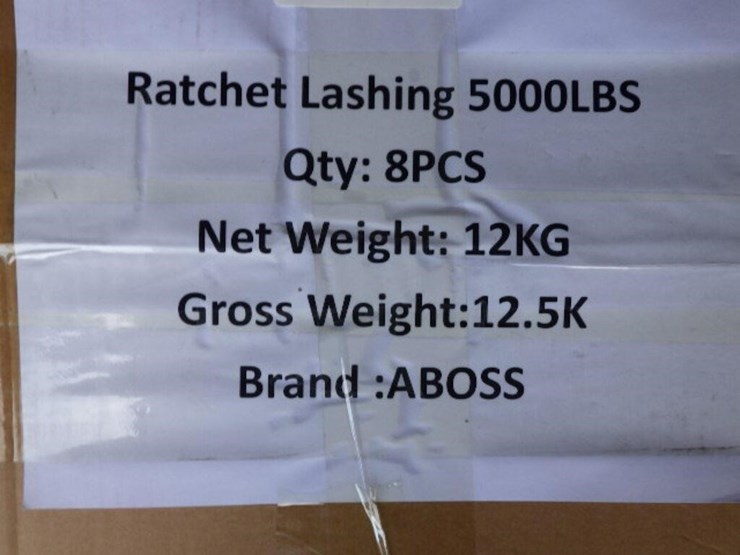 Ratchet Lashing 5000LBS
Qty: 8PCS
Net Weight: 12KG
Gross Weight:12.5K
Brand :ABOSS